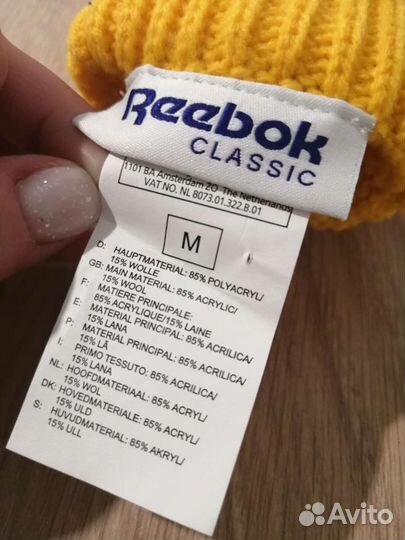 Reebok
CLASSIC
1101 BA Amsterdam ZO The Netherlands
VAT NO. NL 8073.01.322.B.01
M
D: HAUPTMATERIAL: 85% POLYACRYL/
15% WOLLE
GB: MAIN MATERIAL: 85% ACRYLIC/
15% WOOL
F: MATIERE PRINCIPALE:
85% ACRYLIQUE/15% LAINE
E: MATERIAL PRINCIPAL: 85% ACRILICA/
15% LANA
P: MATERIAL PRINCIPAL: 85% ACRILICA/
15% LÃ
I: PRIMO TESSUTO: 85% ACRILICA/
15% LANA
NL: HOOFDMATERIAAL: 85% ACRYL/
15% WOL
DK: HOVEDMATERIALE: 85% ACRYL/
15% ULD
S: HUVUDMATERIAL: 85% AKRYL/
15% ULL
Avito